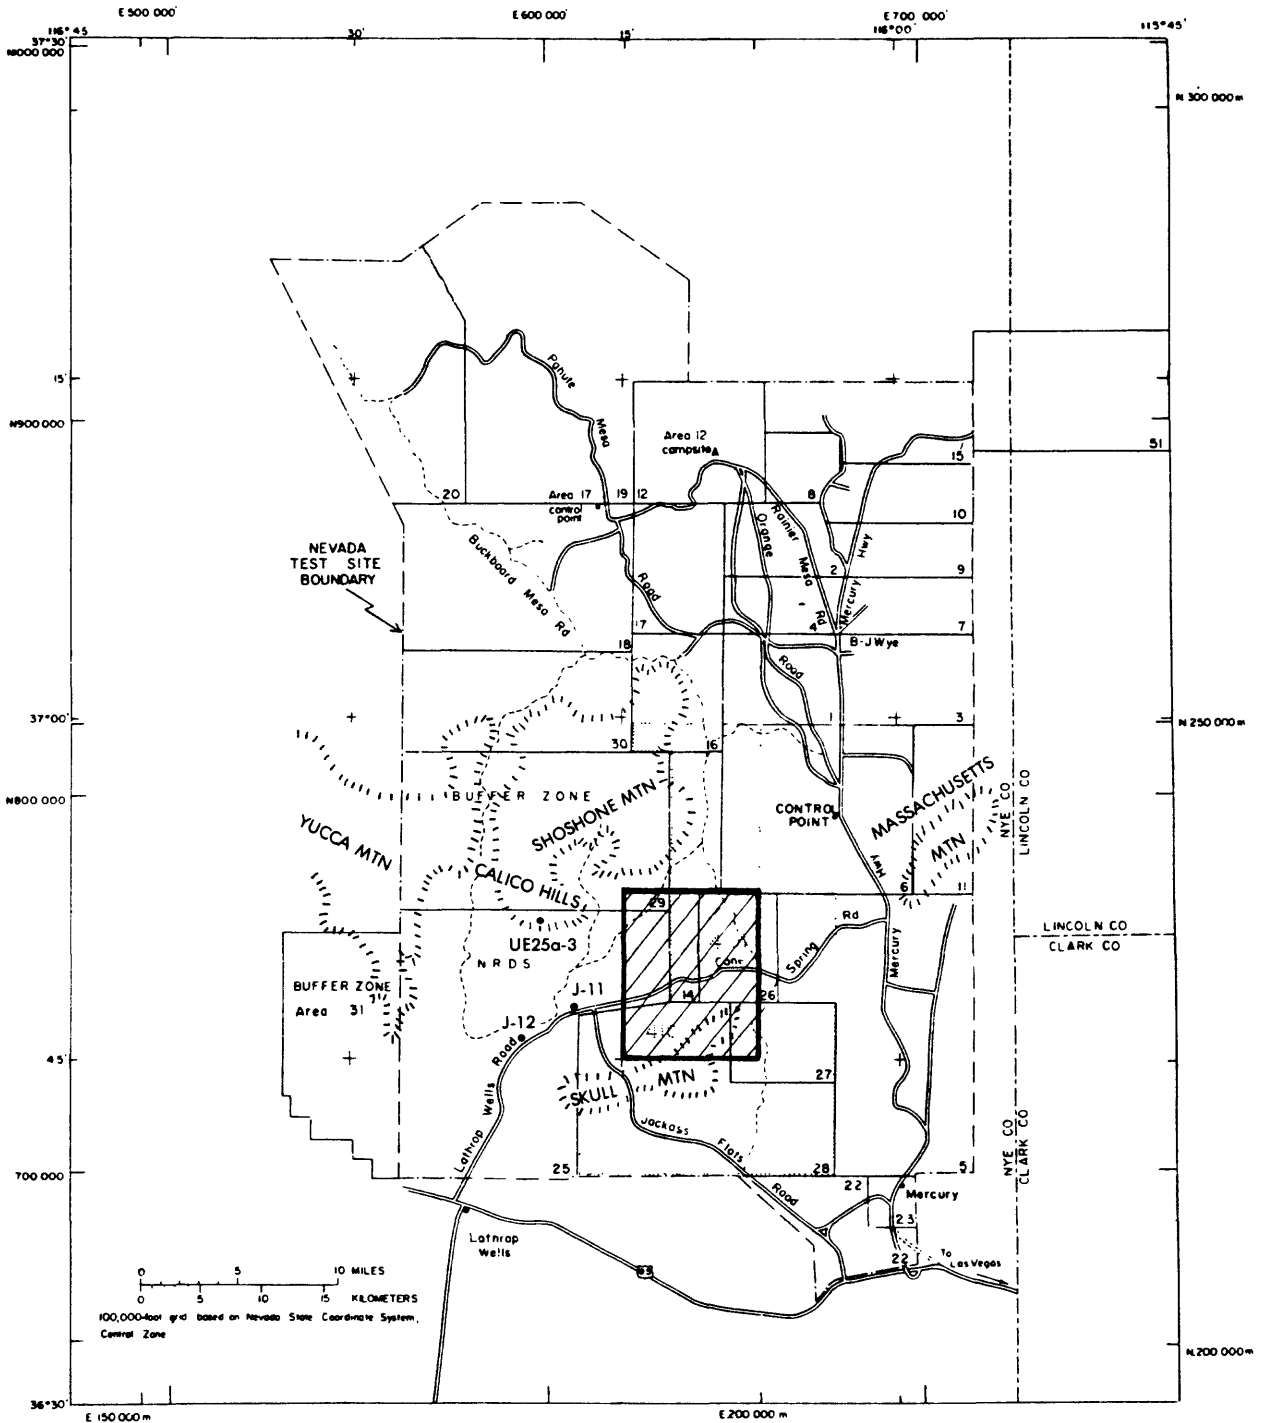 E 500 000'
E 600 000'
E 700 000'
116°45'
30'
15'
116°00'
115°45'
37°30'
N1000 000
N 300 000 m
15'
N900 000
Pahute
Mesa
Area 12
campsite
51
15
20
Area 17
control
point
19
12
8
10
Buckboard
Mesa
Rd
Orange
Rainier
Mesa
Rd
Hwy
Mercury
2
9
NEVADA
TEST SITE
BOUNDARY
Road
17
4
7
B-J Wye
18
Road
37°00'
1
3
N 250 000 m
30
16
N800 000
BUFFER ZONE
SHOSHONE MTN
CONTROL
POINT
MASSACHUSETTS
MTN
NYE CO
LINCOLN CO
YUCCA MTN
CALICO HILLS
Hwy
29
6
11
UE25a-3
NRDS
Cane
Spring
Rd
Mercury
LINCOLN CO
CLARK CO
BUFFER ZONE
Area 31
J-11
14
26
J-12
45'
SKULL
MTN
27
Lathrop
Wells
Road
Jackass
Flats
Road
NYE CO
CLARK CO
700 000
25
28
5
22
Mercury
23
Lathrop
Wells
22
To
Las Vegas
95
0 5 10 MILES
0 5 10 15 KILOMETERS
100,000-foot grid based on Nevada State Coordinate System,
Central Zone
N 200 000 m
36°30'
E 150 000 m
E 200 000 m